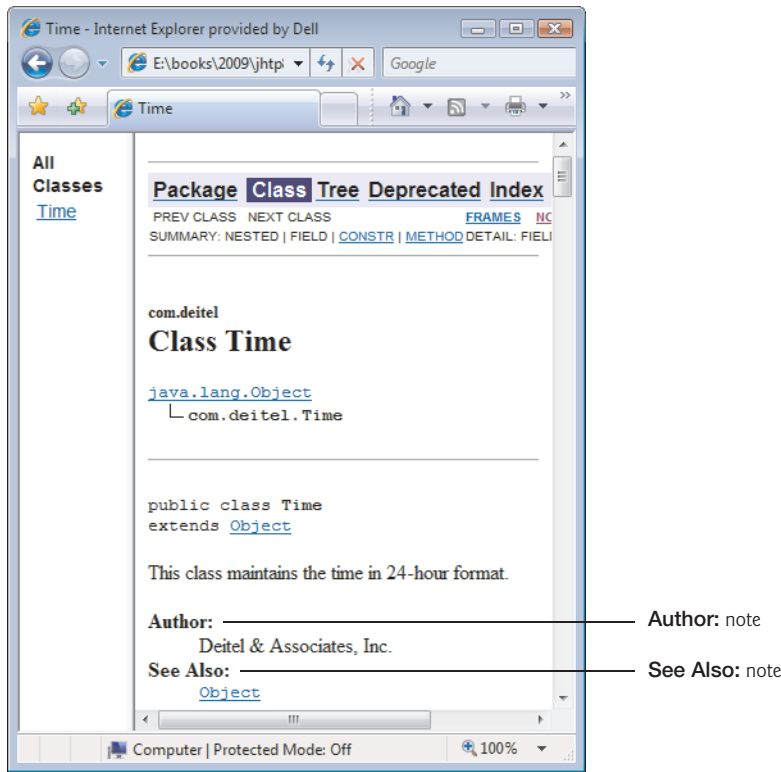 Time - Internet Explorer provided by Dell
E:\books\2009\jhtp
Google
Time
»
All
Classes
Time
Package Class Tree Deprecated Index
PREV CLASS NEXT CLASS FRAMES
SUMMARY: NESTED | FIELD | CONSTR | METHOD DETAIL:
com.deitel
Class Time
java.lang.Object
com.deitel.Time
public class Time
extends Object
This class maintains the time in 24-hour format.
Author:
Deitel & Associates, Inc.
See Also:
Object
Author: note
See Also: note
Computer | Protected Mode: Off
100%